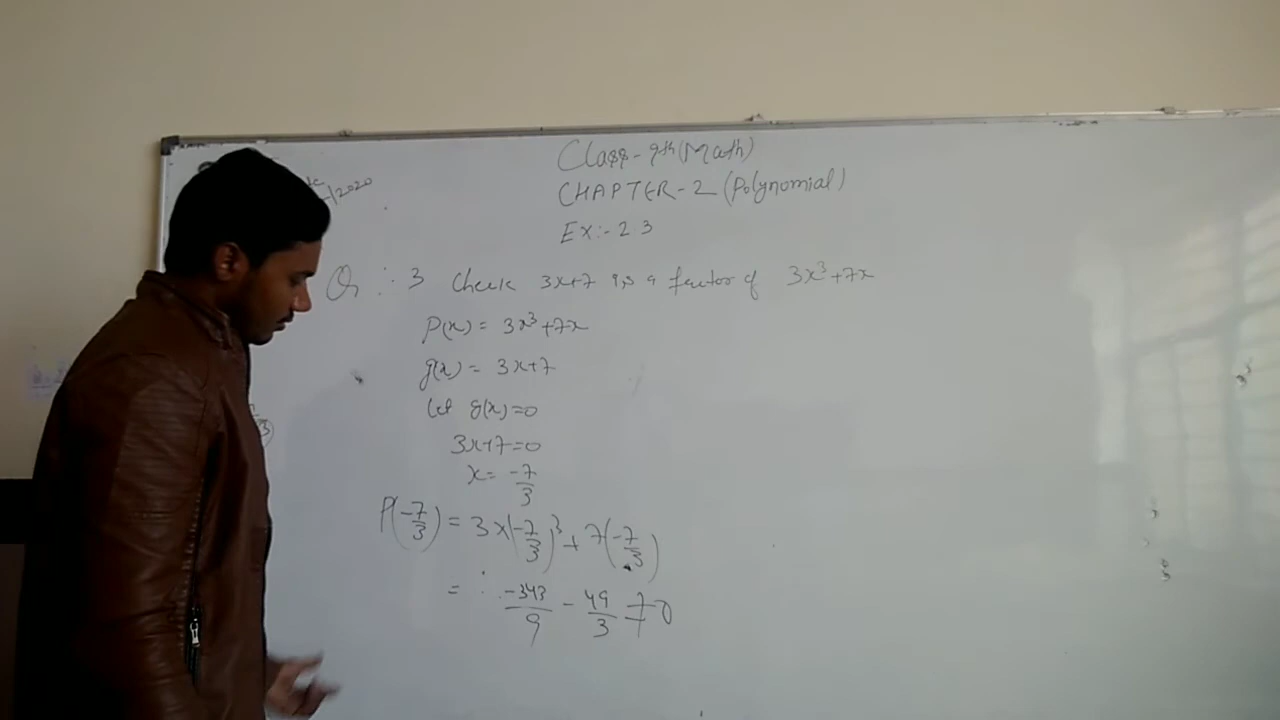 /2020
Class - 9th (Math)
CHAPTER - 2 (Polynomial)
Ex:- 2.3
Q : 3 Check 3x+7 is a factor of 3x³+7x
P(x) = 3x³+7x
g(x) = 3x+7
Let g(x)=0
3x+7=0
x = -7/3
P(-7/3) = 3×(-7/3)³+7(-7/3)
= -343/9 - 49/3 ≠ 0